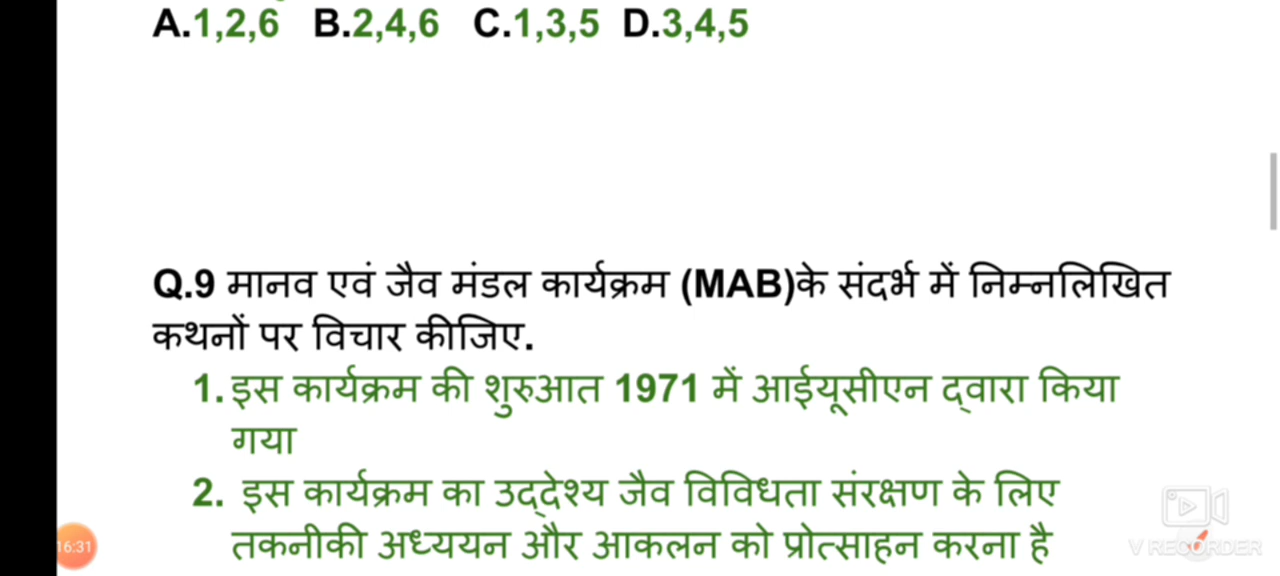 A.1,2,6 B.2,4,6 C.1,3,5 D.3,4,5
Q.9 मानव एवं जैव मंडल कार्यक्रम (MAB)के संदर्भ में निम्नलिखित
कथनों पर विचार कीजिए.
1. इस कार्यक्रम की शुरुआत 1971 में आईयूसीएन द्वारा किया
गया
2. इस कार्यक्रम का उद्देश्य जैव विविधता संरक्षण के लिए
तकनीकी अध्ययन और आकलन को प्रोत्साहन करना है
16:31
V RECORDER